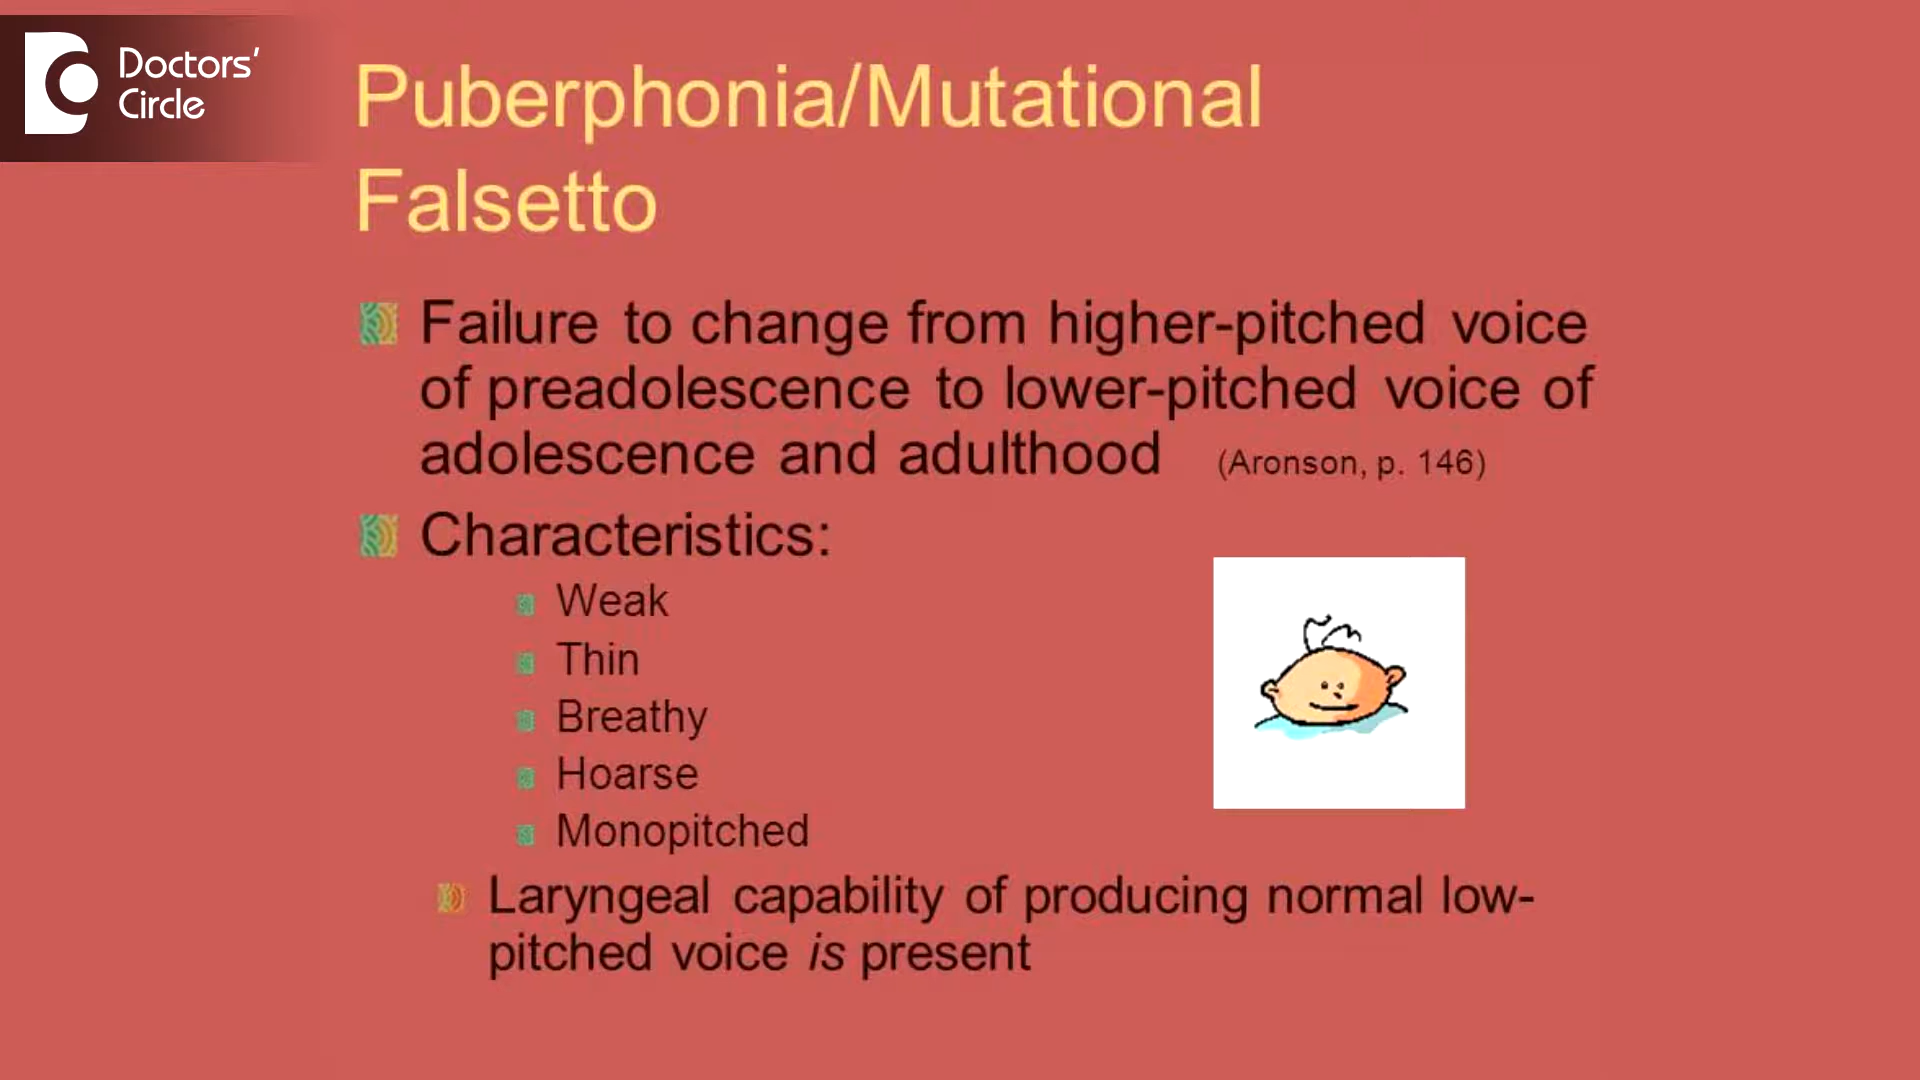 Doctors'
Circle
Puberphonia/Mutational
Falsetto
Failure to change from higher-pitched voice
of preadolescence to lower-pitched voice of
adolescence and adulthood (Aronson, p. 146)
Characteristics:
Weak
Thin
Breathy
Hoarse
Monopitched
Laryngeal capability of producing normal low-
pitched voice is present